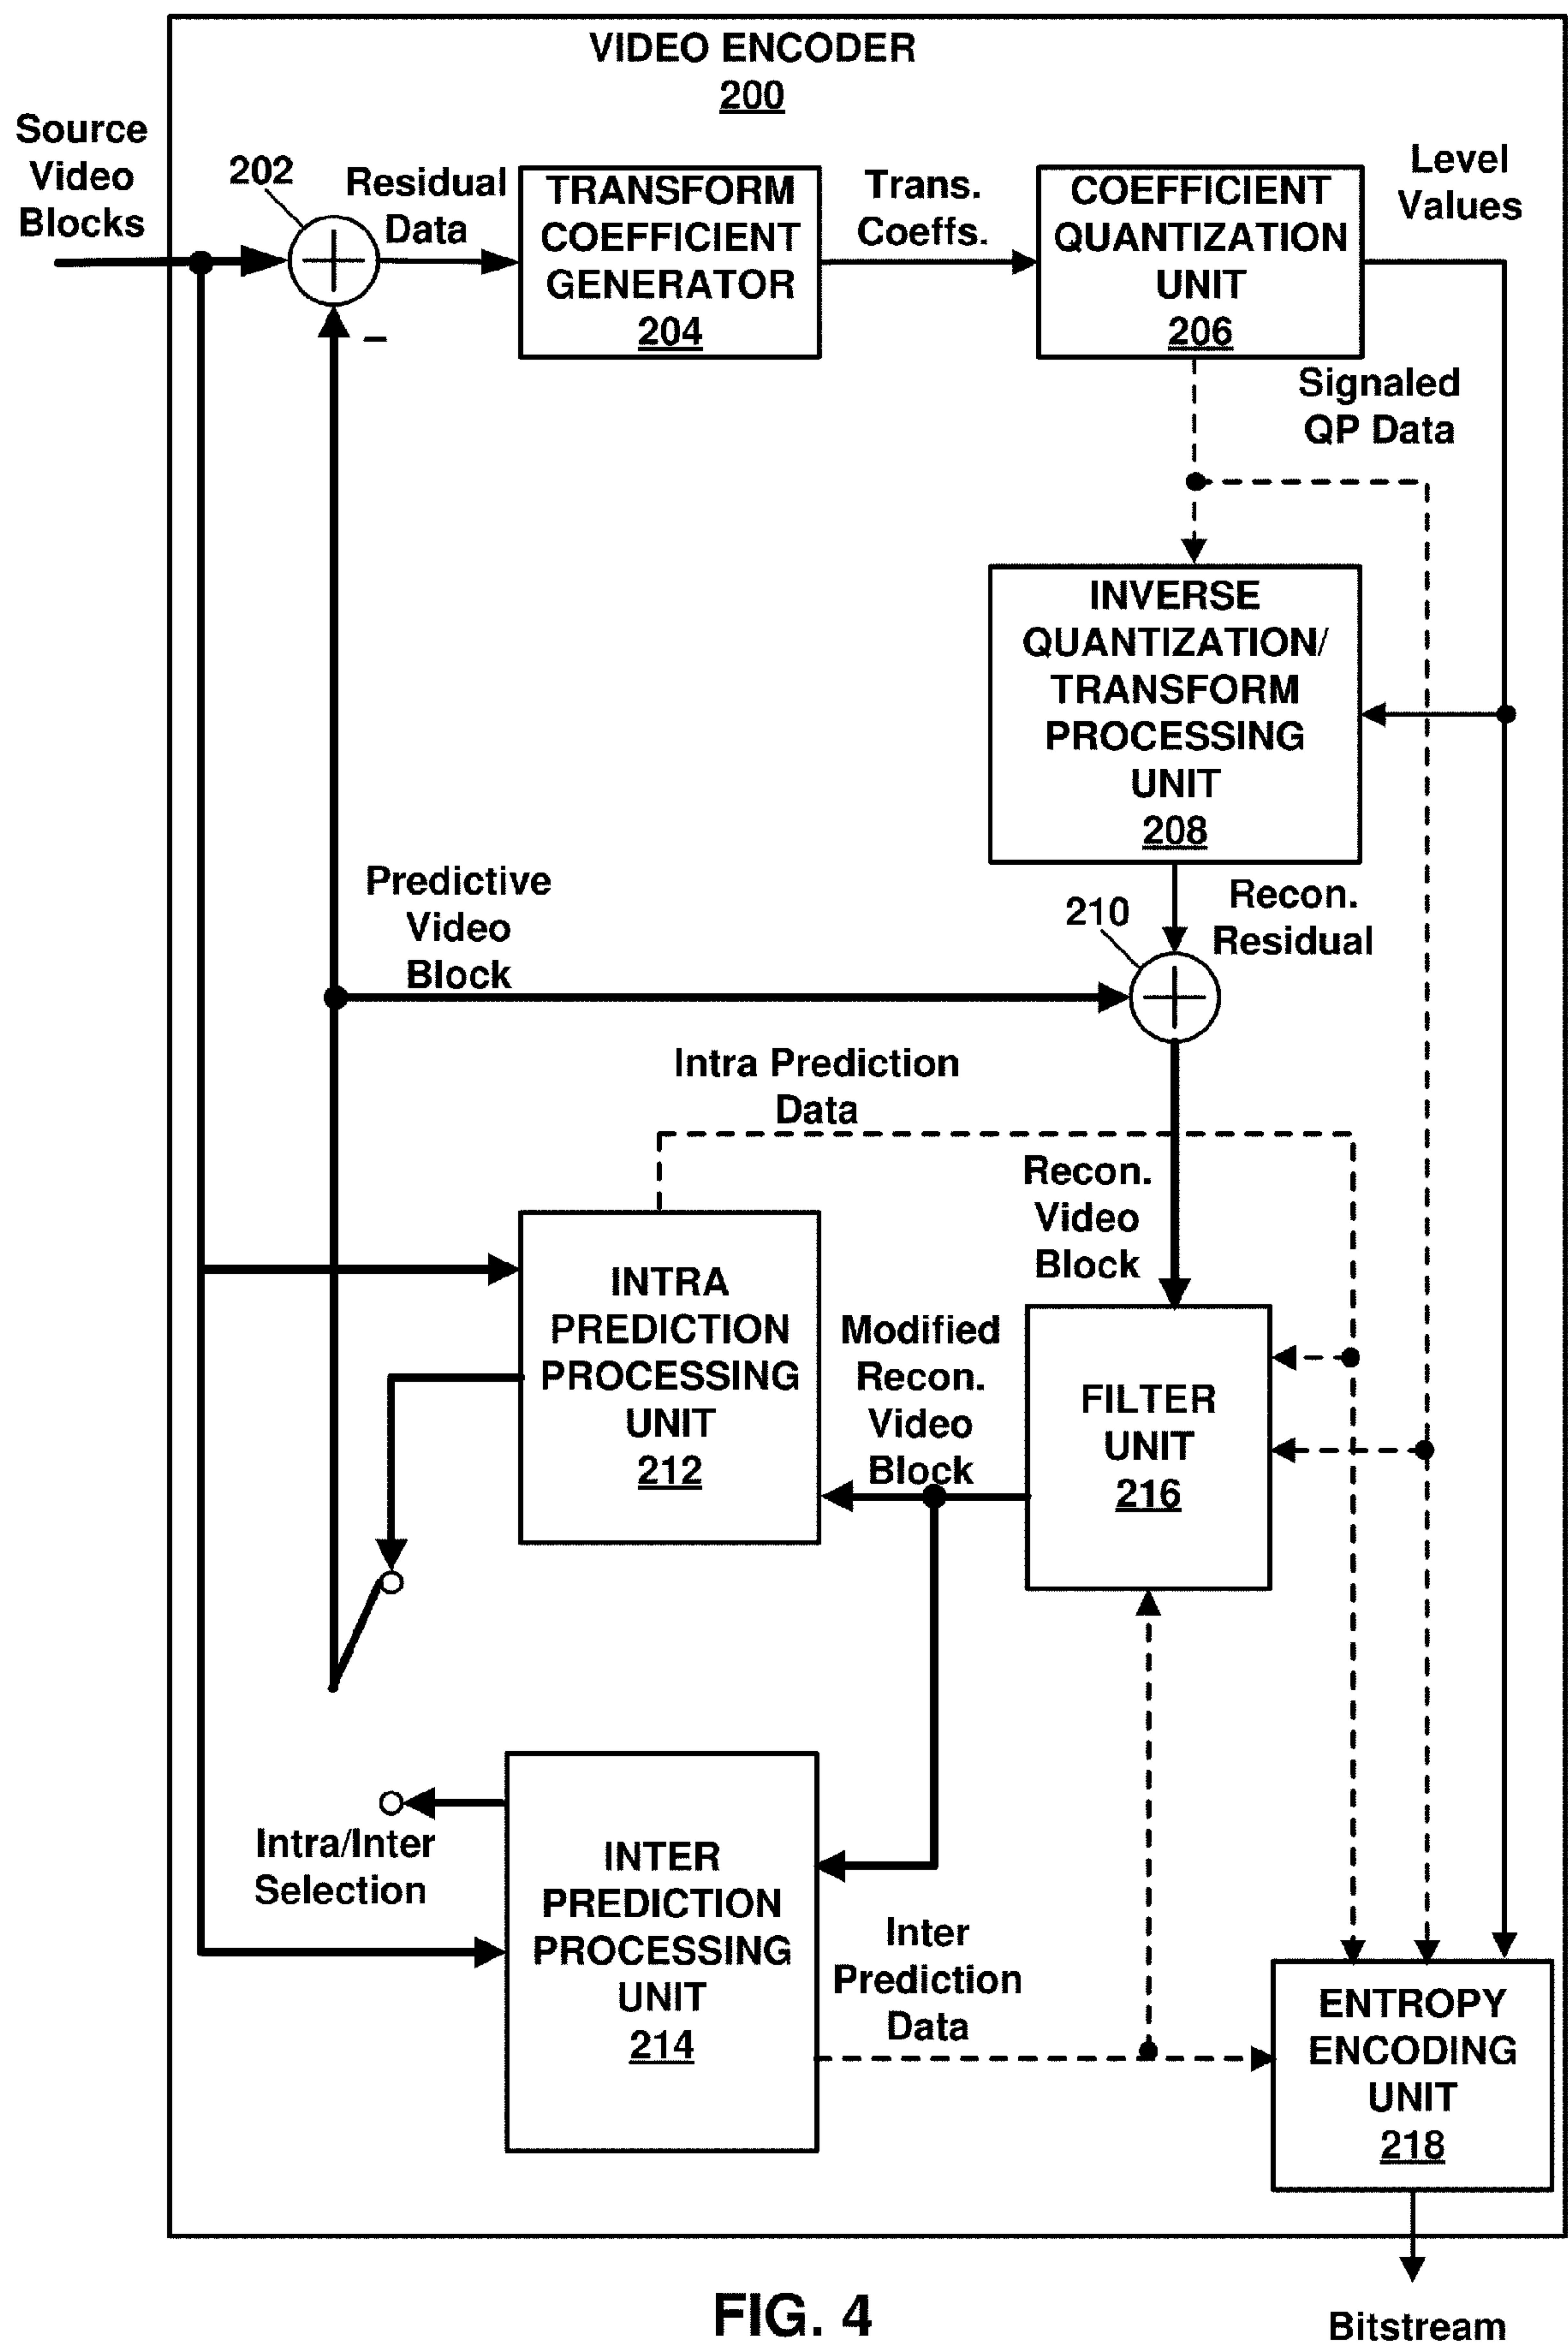 VIDEO ENCODER
200
Source
Video
Blocks
202
Residual
Data
TRANSFORM
COEFFICIENT
GENERATOR
204
Trans.
Coeffs.
COEFFICIENT
QUANTIZATION
UNIT
206
Level
Values
–
Signaled
QP Data
INVERSE
QUANTIZATION/
TRANSFORM
PROCESSING
UNIT
208
Predictive
Video
Block
210
Recon.
Residual
Intra Prediction
Data
Recon.
Video
Block
INTRA
PREDICTION
PROCESSING
UNIT
212
Modified
Recon.
Video
Block
FILTER
UNIT
216
Intra/Inter
Selection
INTER
PREDICTION
PROCESSING
UNIT
214
Inter
Prediction
Data
ENTROPY
ENCODING
UNIT
218
FIG. 4
Bitstream